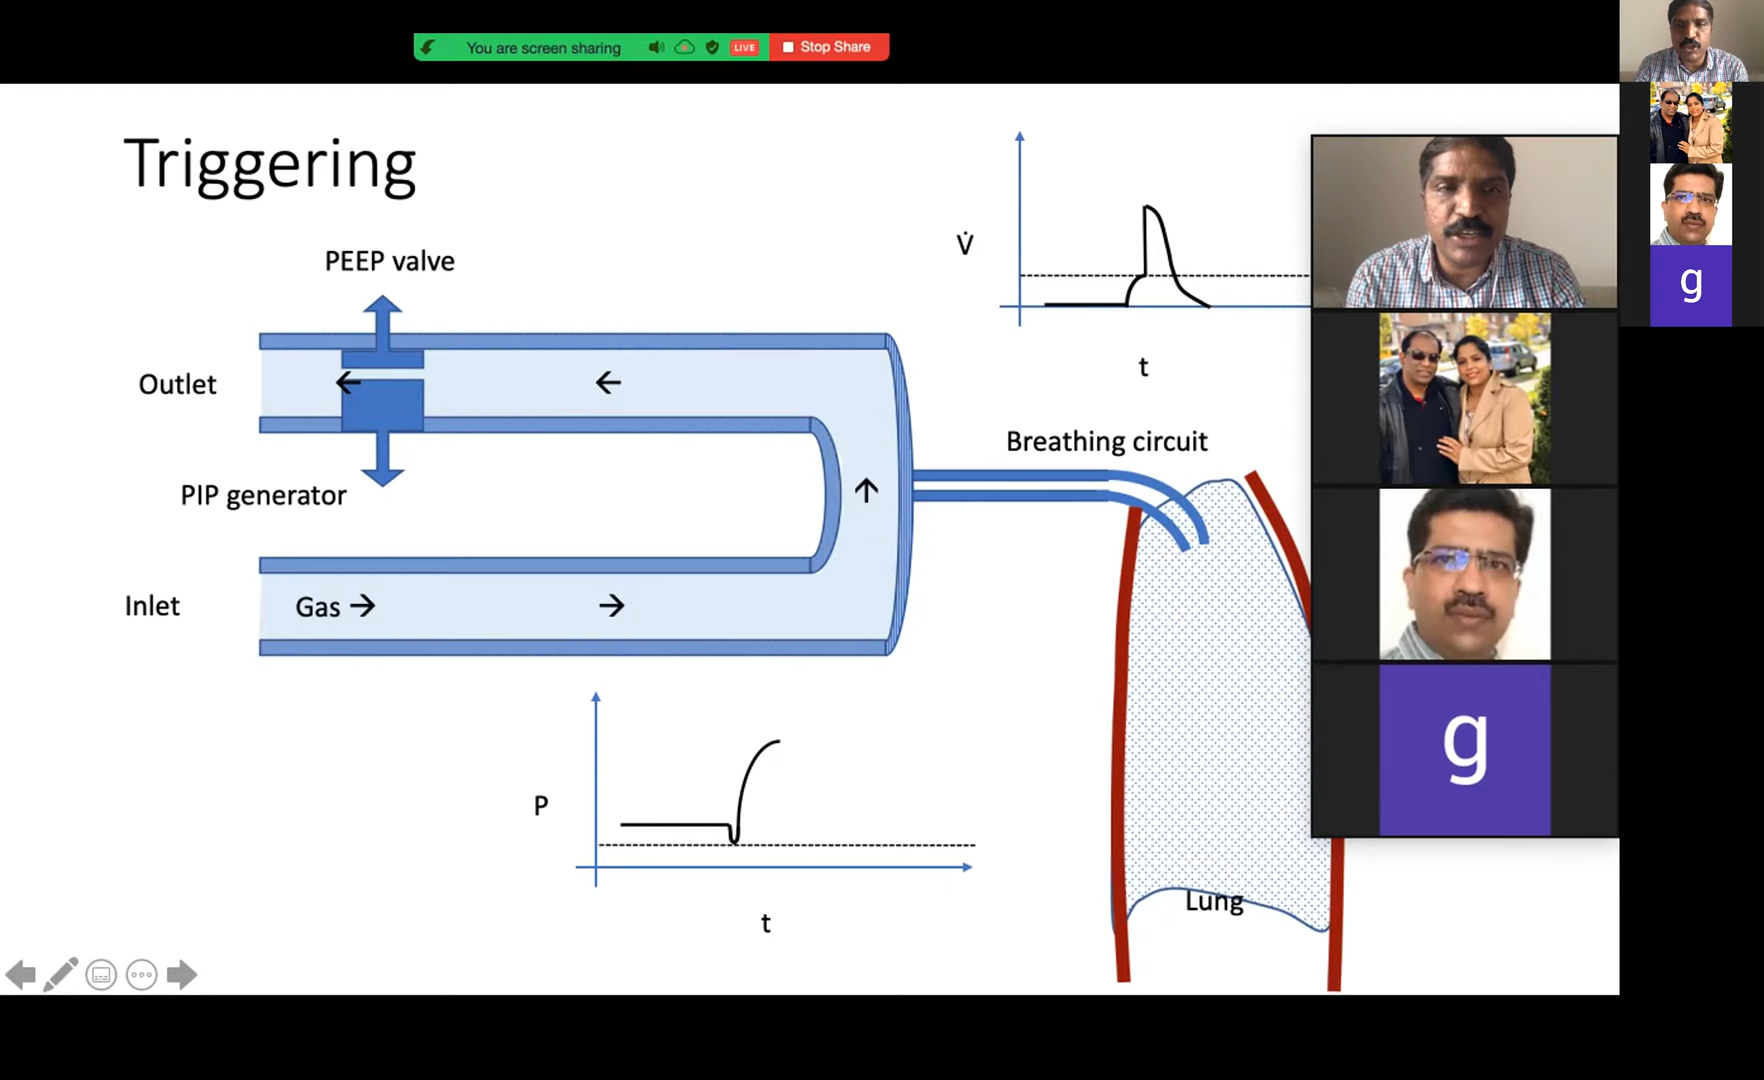 You are screen sharing
LIVE
Stop Share
Triggering
PEEP valve
V̇
t
Outlet
Breathing circuit
PIP generator
Inlet
Gas
P
t
Lung
g
g